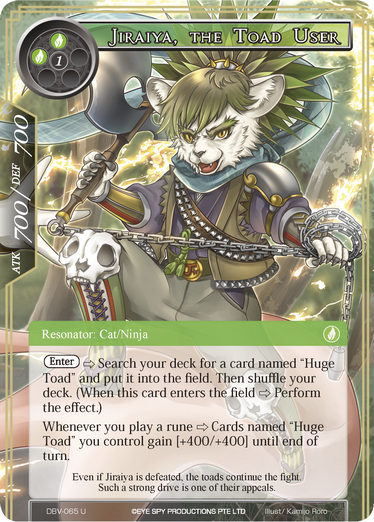 Jiraiya, the Toad User
1
ATK 700/ DEF 700
Resonator: Cat/Ninja
Enter ⇨ Search your deck for a card named “Huge
Toad” and put it into the field. Then shuffle your
deck. (When this card enters the field ⇨ Perform
the effect.)
Whenever you play a rune ⇨ Cards named “Huge
Toad” you control gain [+400/+400] until end of
turn.
Even if Jiraiya is defeated, the toads continue the fight.
Such a strong drive is one of their appeals.
DBV-065 U
©EYE SPY PRODUCTIONS PTE LTD
Illust/ Kamijo Roro